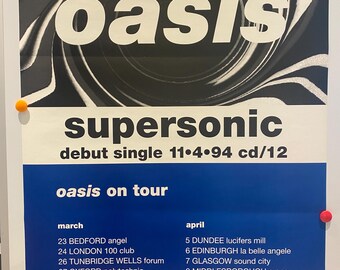 oasis
supersonic
debut single 11•4•94 cd/12
oasis on tour
march
23 BEDFORD angel
24 LONDON 100 club
26 TUNBRIDGE WELLS forum
april
5 DUNDEE lucifers mill
6 EDINBURGH la belle angele
7 GLASGOW sound city